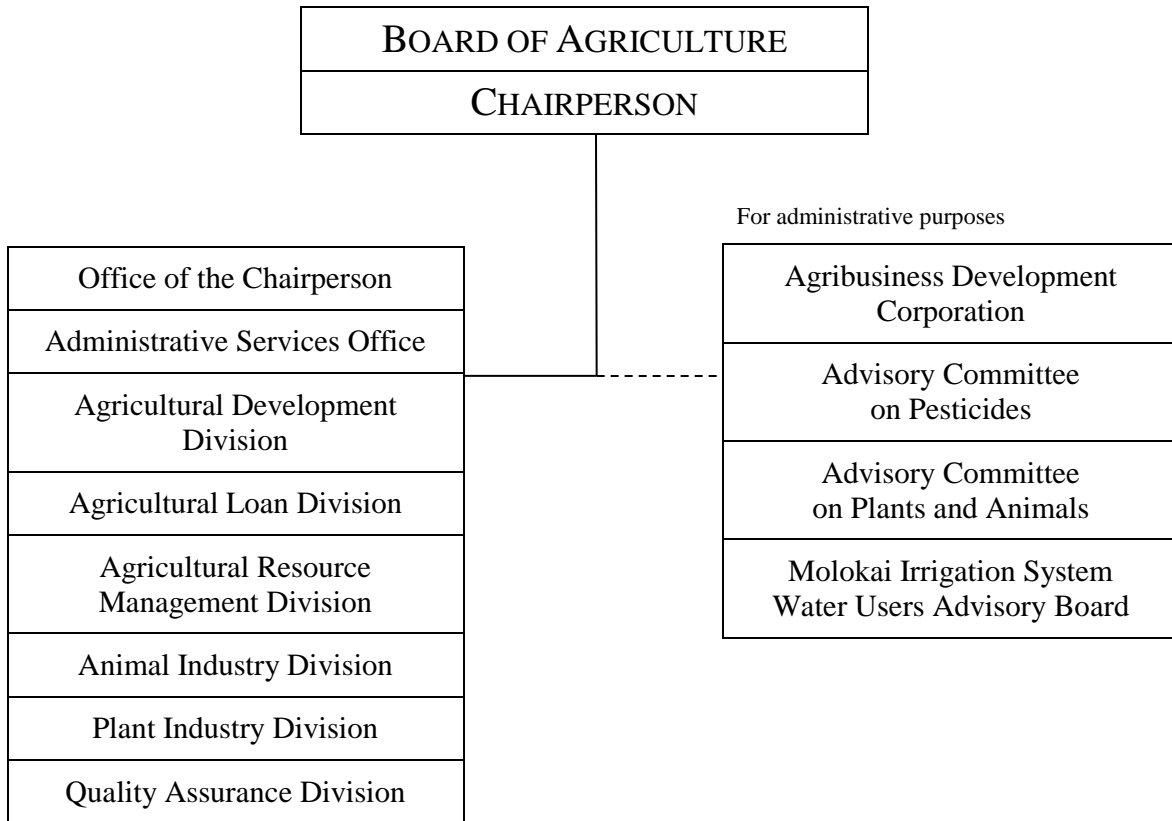 BOARD OF AGRICULTURE
CHAIRPERSON
Office of the Chairperson
Administrative Services Office
Agricultural Development
Division
Agricultural Loan Division
Agricultural Resource
Management Division
Animal Industry Division
Plant Industry Division
Quality Assurance Division
For administrative purposes
Agribusiness Development
Corporation
Advisory Committee
on Pesticides
Advisory Committee
on Plants and Animals
Molokai Irrigation System
Water Users Advisory Board